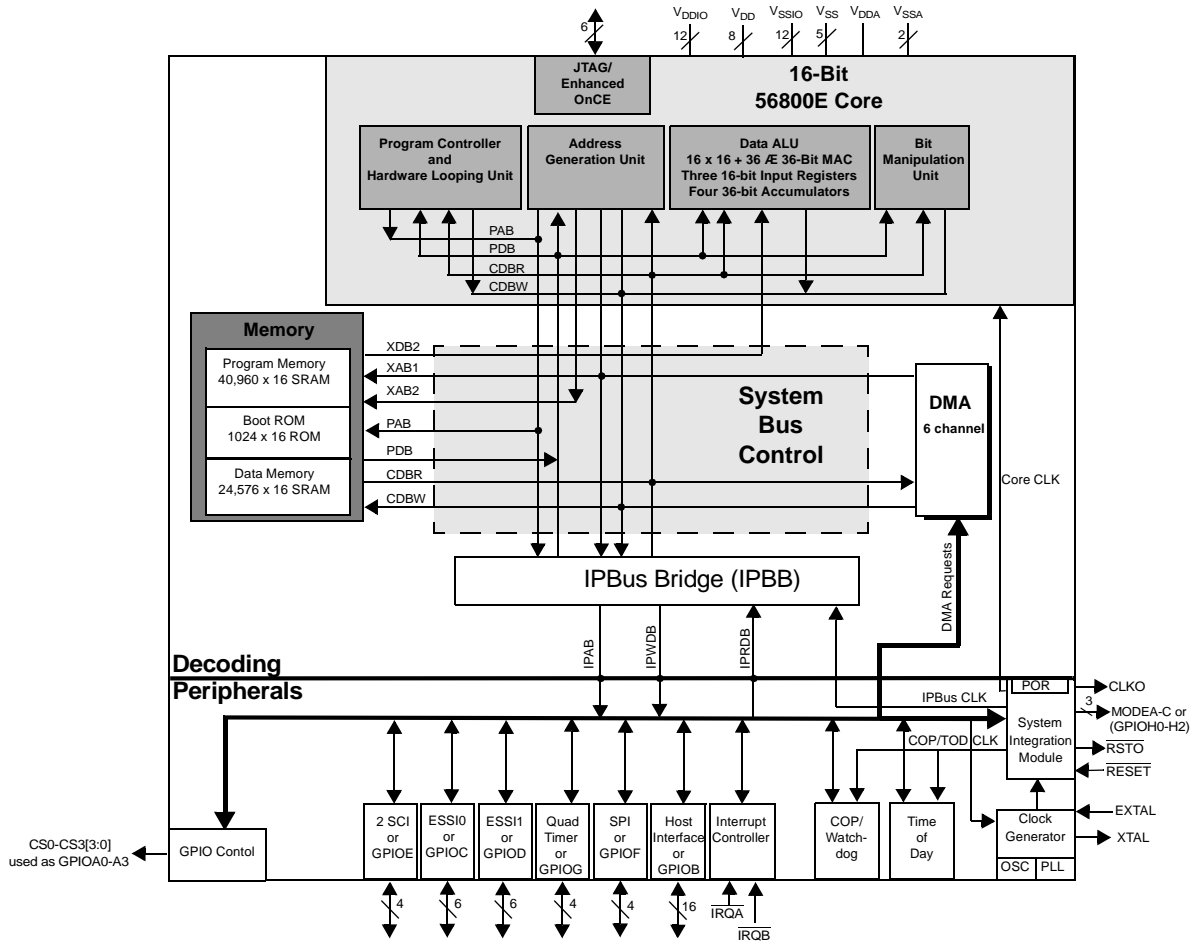 VDDIO VDD VSSIO VSS VDDA VSSA
6
12 8 12 5 2
JTAG/
Enhanced
OnCE
16-Bit
56800E Core
Program Controller
and
Hardware Looping Unit
Address
Generation Unit
Data ALU
16 x 16 + 36 Æ 36-Bit MAC
Three 16-bit Input Registers
Four 36-bit Accumulators
Bit
Manipulation
Unit
PAB
PDB
CDBR
CDBW
Memory
Program Memory
40,960 x 16 SRAM
Boot ROM
1024 x 16 ROM
Data Memory
24,576 x 16 SRAM
XDB2
XAB1
XAB2
PAB
PDB
CDBR
CDBW
System
Bus
Control
DMA
6 channel
Core CLK
IPBus Bridge (IPBB)
DMA Requests
IPAB
IPWDB
IPRDB
Decoding
Peripherals
IPBus CLK
POR
CLKO
3
MODEA-C or
(GPIOH0-H2)
System
Integration
Module
COP/TOD CLK
RSTO
RESET
EXTAL
XTAL
Clock
Generator
OSC PLL
CS0-CS3[3:0]
used as GPIOA0-A3
GPIO Contol
2 SCI
or
GPIOE
ESSI0
or
GPIOC
ESSI1
or
GPIOD
Quad
Timer
or
GPIOG
SPI
or
GPIOF
Host
Interface
or
GPIOB
Interrupt
Controller
COP/
Watch-
dog
Time
of
Day
4 6 6 4 4 16
IRQA
IRQB